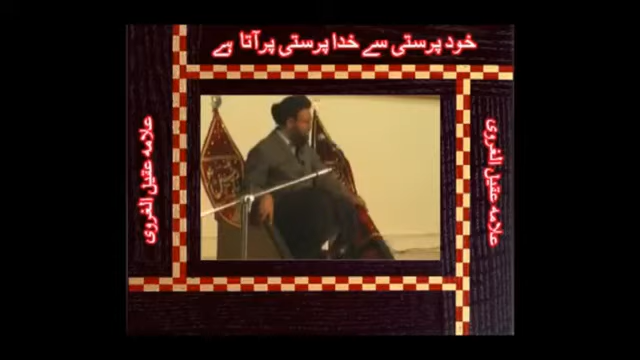 خود پرستی سے خدا پرستی پر آتا ہے
علامہ عقیل الغروی
علامہ عقیل الغروی